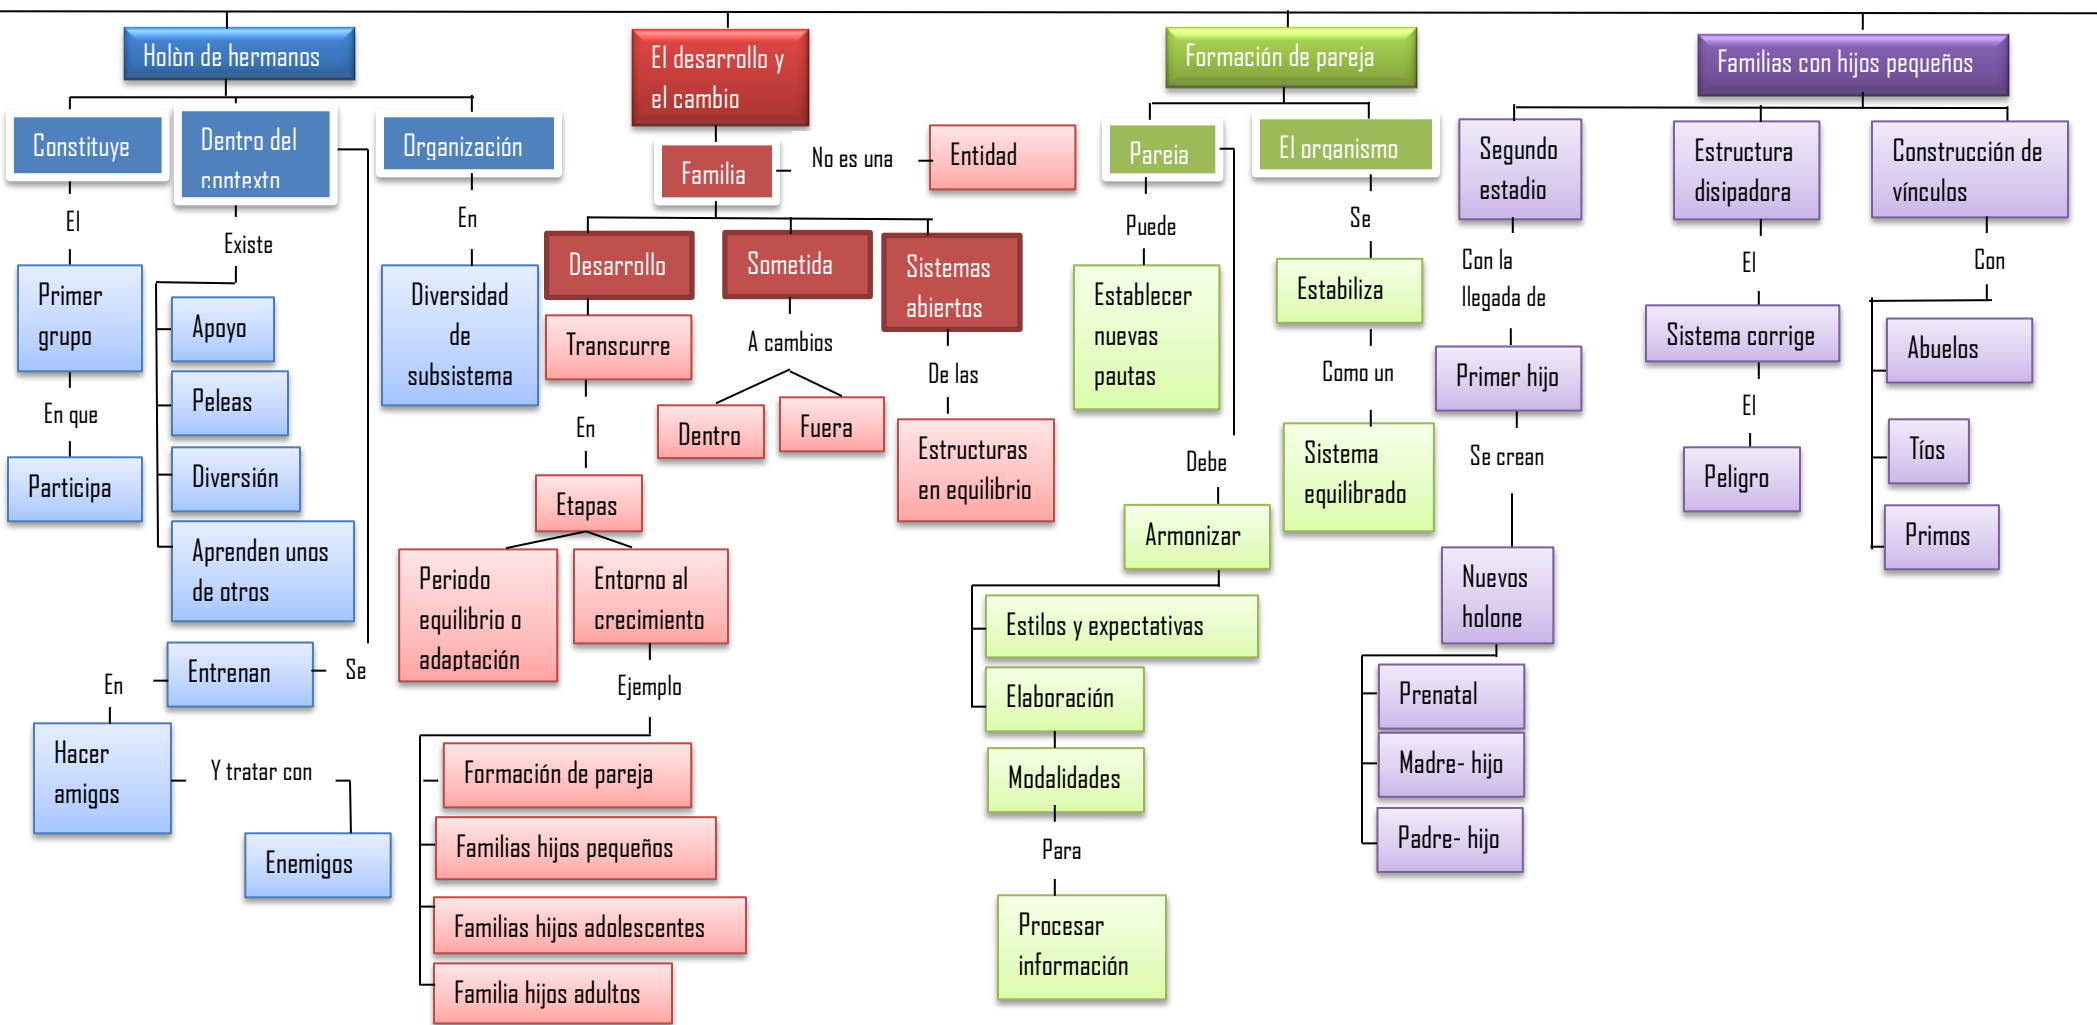 Holòn de hermanos
Constituye
Dentro del
contexto
Organización
El
Existe
En
Primer
grupo
Apoyo
Diversidad
de
subsistema
Peleas
En que
Participa
Diversión
Aprenden unos
de otros
Se
Entrenan
En
Hacer
amigos
Y tratar con
Enemigos
El desarrollo y
el cambio
Familia
No es una
Entidad
Desarrollo
Sometida
Sistemas
abiertos
Transcurre
A cambios
De las
En
Dentro
Fuera
Estructuras
en equilibrio
Etapas
Periodo
equilibrio o
adaptación
Entorno al
crecimiento
Ejemplo
Formación de pareja
Familias hijos pequeños
Familias hijos adolescentes
Familia hijos adultos
Formación de pareja
Pareja
El organismo
Puede
Se
Establecer
nuevas
pautas
Estabiliza
Como un
Debe
Sistema
equilibrado
Armonizar
Estilos y expectativas
Elaboración
Modalidades
Para
Procesar
información
Familias con hijos pequeños
Segundo
estadio
Estructura
disipadora
Construcción de
vínculos
Con la
llegada de
El
Con
Primer hijo
Sistema corrige
Abuelos
Se crean
El
Tíos
Peligro
Primos
Nuevos
holone
Prenatal
Madre- hijo
Padre- hijo